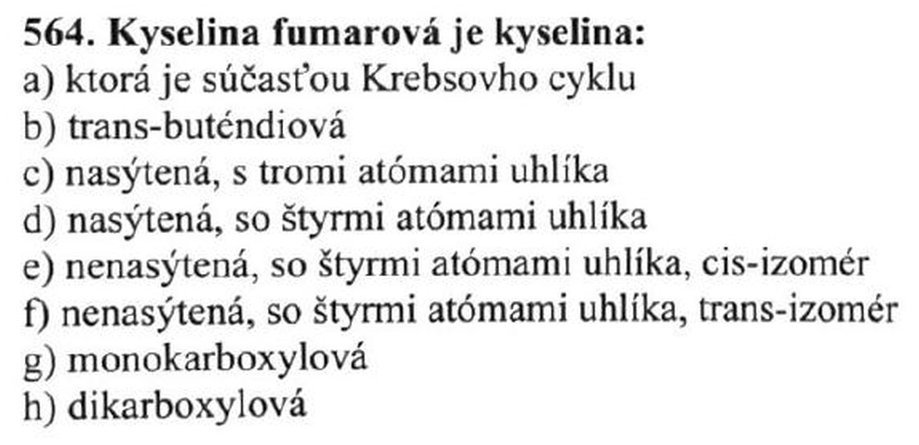 564. Kyselina fumarová je kyselina:
a) ktorá je súčasťou Krebsovho cyklu
b) trans-buténdiová
c) nasýtená, s tromi atómami uhlíka
d) nasýtená, so štyrmi atómami uhlíka
e) nenasýtená, so štyrmi atómami uhlíka, cis-izomér
f) nenasýtená, so štyrmi atómami uhlíka, trans-izomér
g) monokarboxylová
h) dikarboxylová